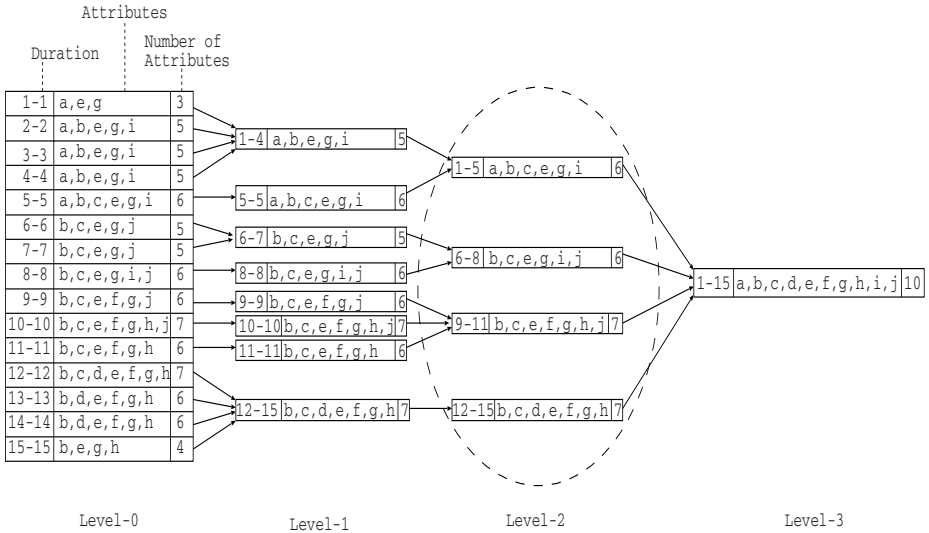 Attributes
Duration
Number of
Attributes
1-1 a,e,g 3
2-2 a,b,e,g,i 5
3-3 a,b,e,g,i 5
4-4 a,b,e,g,i 5
5-5 a,b,c,e,g,i 6
6-6 b,c,e,g,j 5
7-7 b,c,e,g,j 5
8-8 b,c,e,g,i,j 6
9-9 b,c,e,f,g,j 6
10-10 b,c,e,f,g,h,j 7
11-11 b,c,e,f,g,h 6
12-12 b,c,d,e,f,g,h 7
13-13 b,d,e,f,g,h 6
14-14 b,d,e,f,g,h 6
15-15 b,e,g,h 4
1-4 a,b,e,g,i 5
5-5 a,b,c,e,g,i 6
6-7 b,c,e,g,j 5
8-8 b,c,e,g,i,j 6
9-9 b,c,e,f,g,j 6
10-10 b,c,e,f,g,h,j 7
11-11 b,c,e,f,g,h 6
12-15 b,c,d,e,f,g,h 7
1-5 a,b,c,e,g,i 6
6-8 b,c,e,g,i,j 6
9-11 b,c,e,f,g,h,j 7
12-15 b,c,d,e,f,g,h 7
1-15 a,b,c,d,e,f,g,h,i,j 10
Level-0
Level-1
Level-2
Level-3